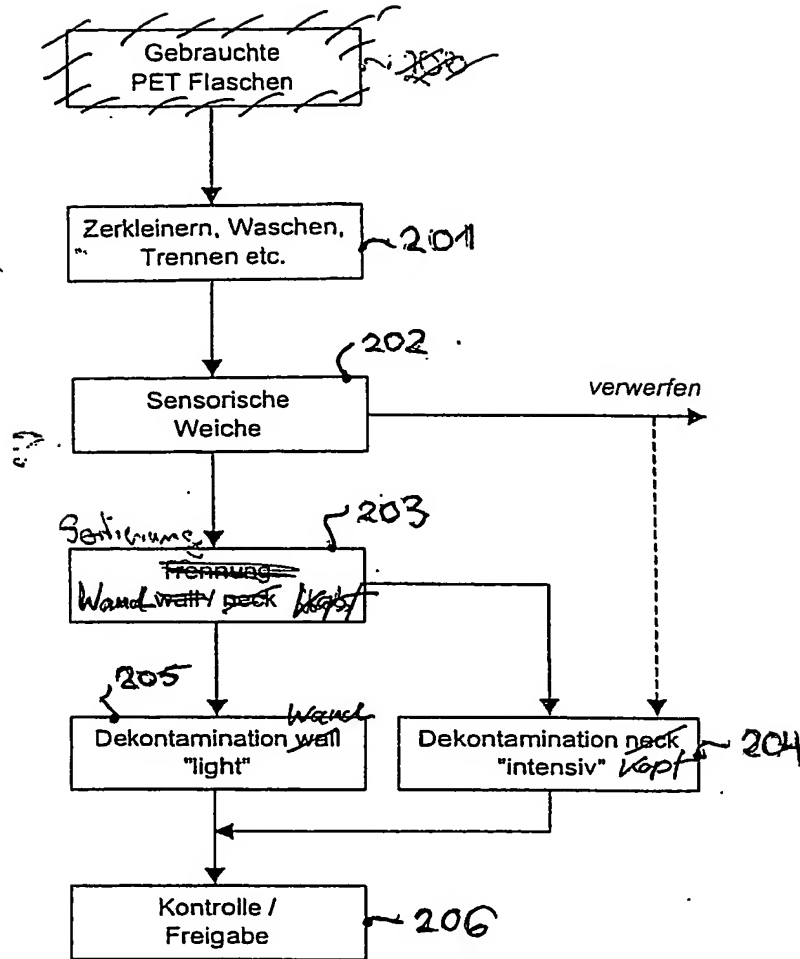 Gebrauchte
PET Flaschen
Zerkleinern, Waschen,
Trennen etc.
201
202
Sensorische
Weiche
verwerfen
203
Sortierung
Trennung
Wand wall/ neck Kopf
205
Wand
Dekontamination wall
"light"
Dekontamination neck
"intensiv" Kopf
204
Kontrolle /
Freigabe
206